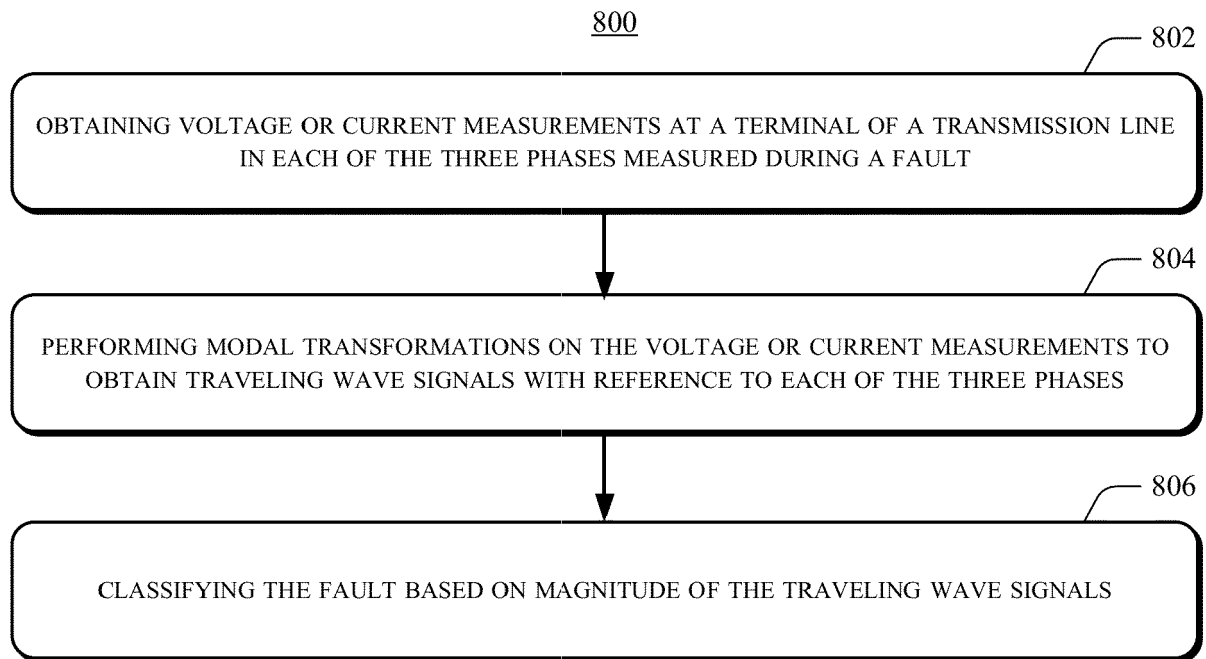 800
802
OBTAINING VOLTAGE OR CURRENT MEASUREMENTS AT A TERMINAL OF A TRANSMISSION LINE
IN EACH OF THE THREE PHASES MEASURED DURING A FAULT
804
PERFORMING MODAL TRANSFORMATIONS ON THE VOLTAGE OR CURRENT MEASUREMENTS TO
OBTAIN TRAVELING WAVE SIGNALS WITH REFERENCE TO EACH OF THE THREE PHASES
806
CLASSIFYING THE FAULT BASED ON MAGNITUDE OF THE TRAVELING WAVE SIGNALS